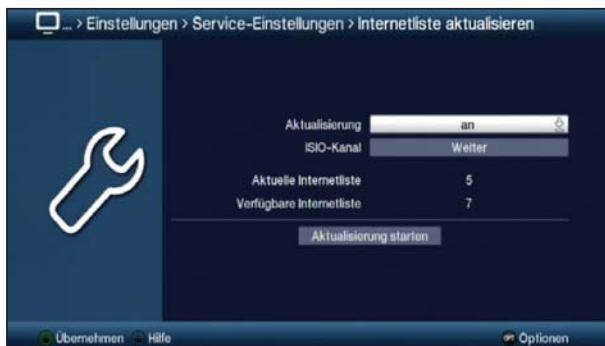 ... > Einstellungen > Service-Einstellungen > Internetliste aktualisieren
Aktualisierung an
ISIO-Kanal Weiter
Aktuelle Internetliste 5
Verfügbare Internetliste 7
Aktualisierung starten
Übernehmen Hilfe OPT Optionen